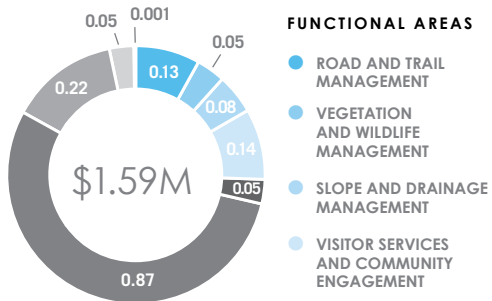 0.05
0.001
0.05
0.13
0.08
0.22
0.14
0.05
$1.59M
0.87
FUNCTIONAL AREAS
ROAD AND TRAIL
MANAGEMENT
VEGETATION
AND WILDLIFE
MANAGEMENT
SLOPE AND DRAINAGE
MANAGEMENT
VISITOR SERVICES
AND COMMUNITY
ENGAGEMENT